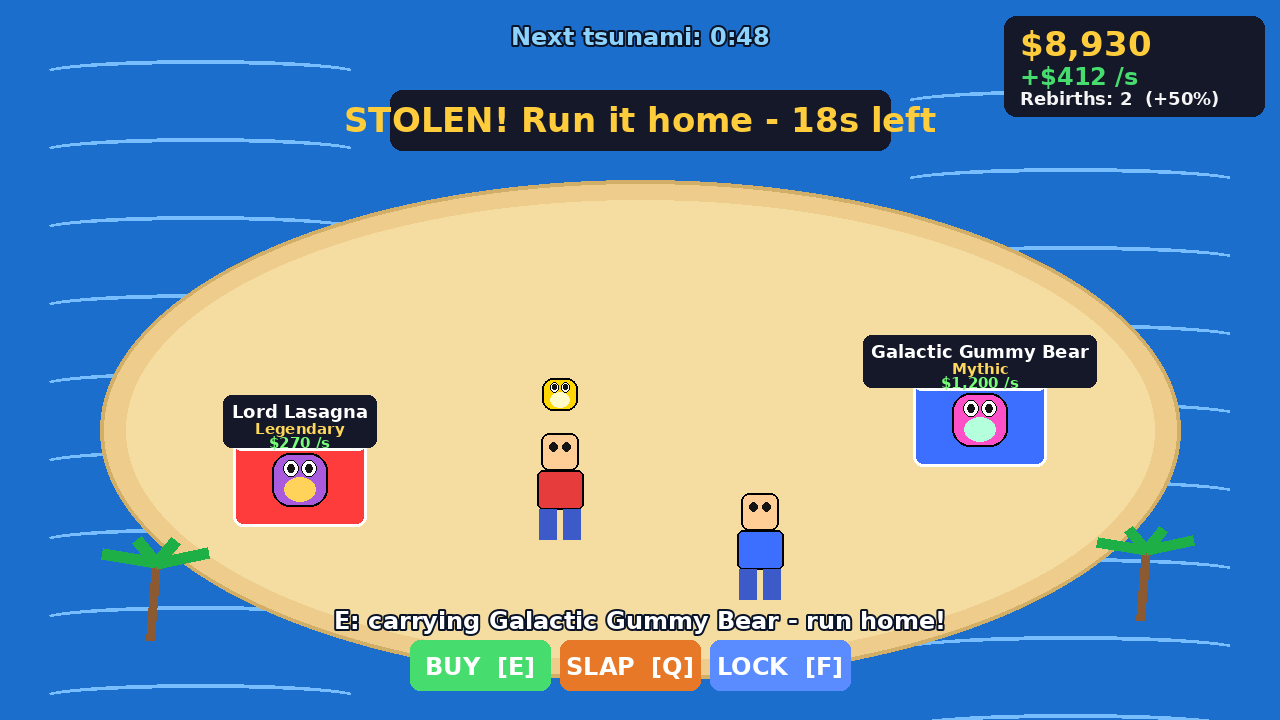 Next tsunami: 0:48
$8,930
+$412 /s
Rebirths: 2 (+50%)
STOLEN! Run it home - 18s left
Galactic Gummy Bear
Mythic
$1,200 /s
Lord Lasagna
Legendary
$270 /s
E: carrying Galactic Gummy Bear - run home!
BUY [E]
SLAP [Q]
LOCK [F]